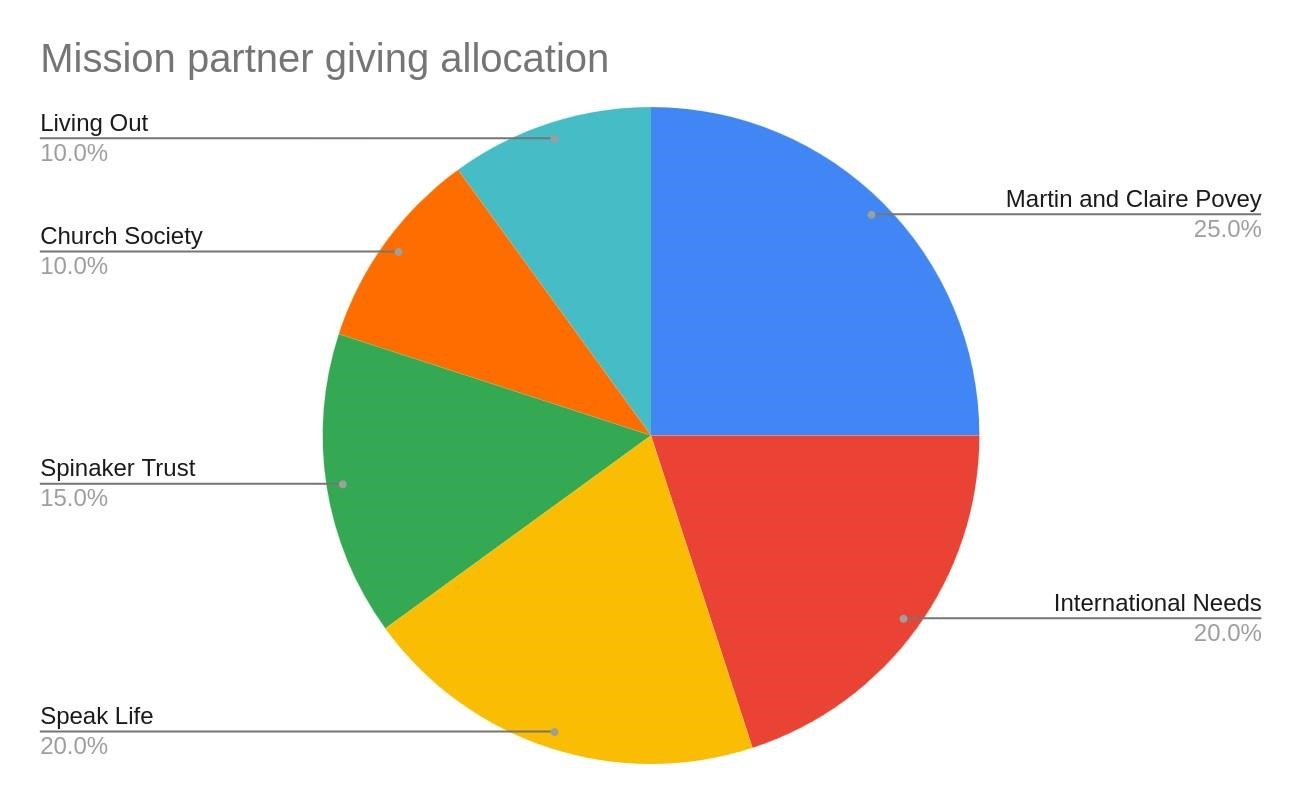 Mission partner giving allocation
Living Out
10.0%
Church Society
10.0%
Spinaker Trust
15.0%
Speak Life
20.0%
Martin and Claire Povey
25.0%
International Needs
20.0%